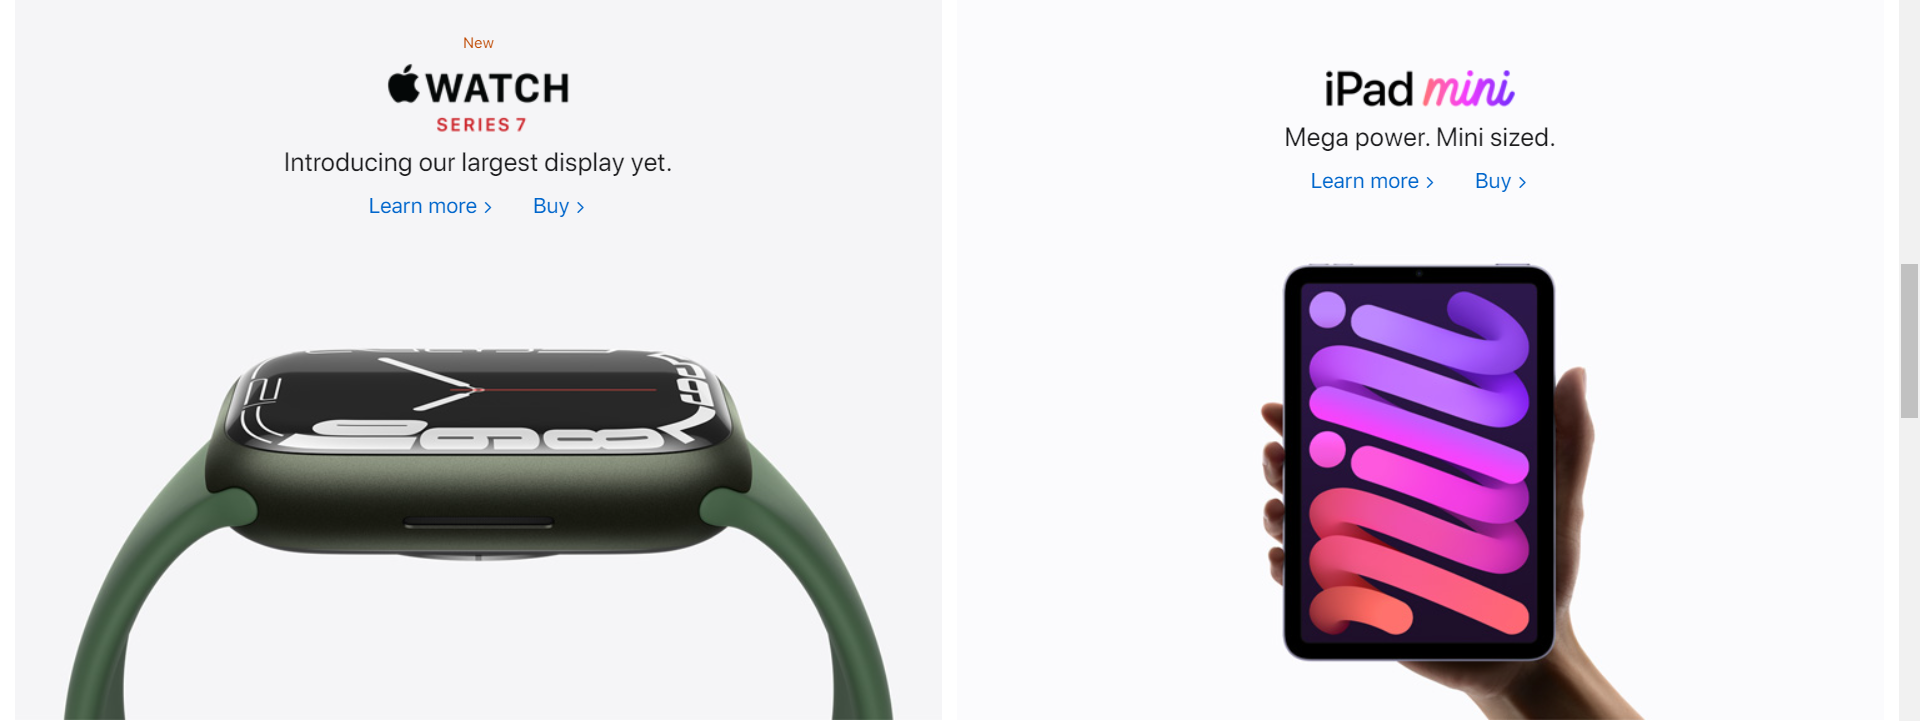 New
WATCH
SERIES 7
Introducing our largest display yet.
Learn more >
Buy >
iPad mini
Mega power. Mini sized.
Learn more >
Buy >